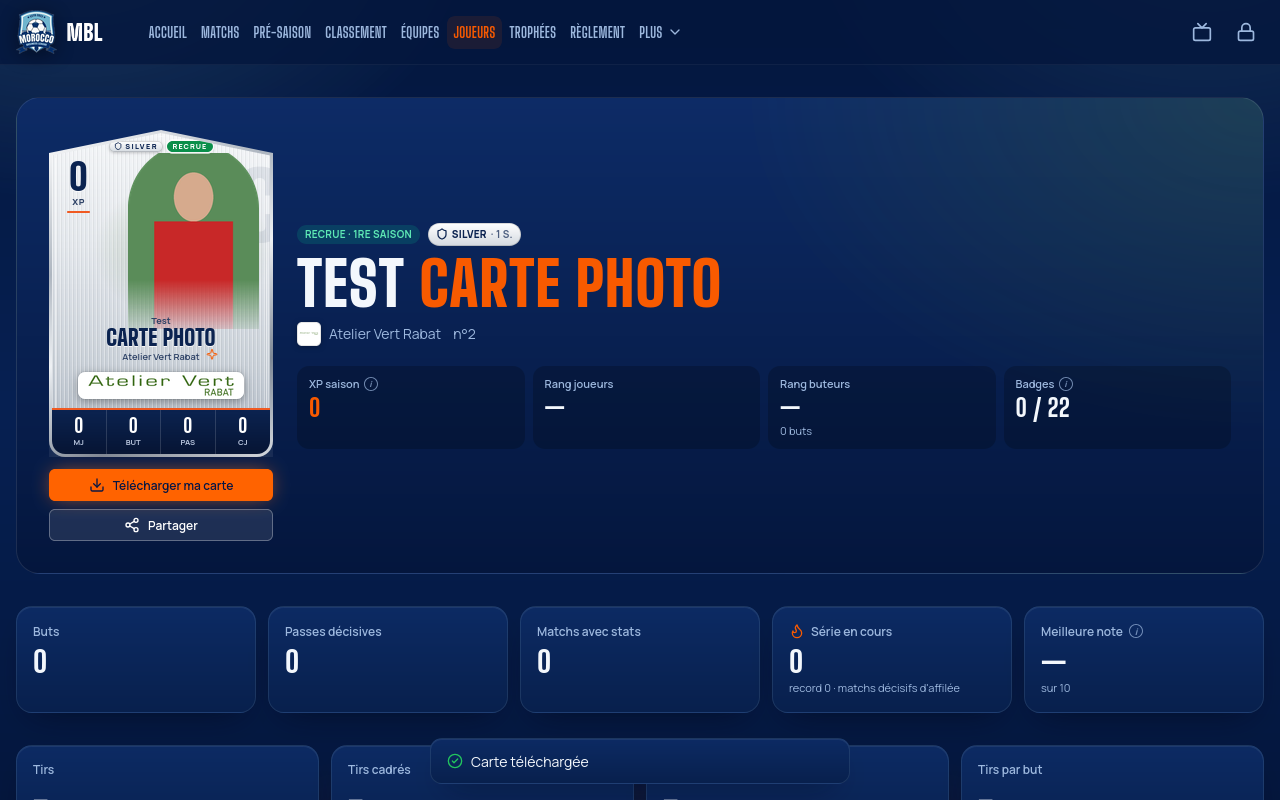 MOROCCO
MBL
ACCUEIL
MATCHS
PRÉ-SAISON
CLASSEMENT
ÉQUIPES
JOUEURS
TROPHÉES
RÈGLEMENT
PLUS
SILVER
RECRUE
0
XP
Test
CARTE PHOTO
Atelier Vert Rabat
Atelier Vert
RABAT
0 0 0 0
MJ BUT PAS CJ
Télécharger ma carte
Partager
RECRUE · 1RE SAISON
SILVER · 1 S.
TEST CARTE PHOTO
Atelier Vert Rabat n°2
XP saison
0
Rang joueurs
—
Rang buteurs
—
0 buts
Badges
0 / 22
Buts
0
Passes décisives
0
Matchs avec stats
0
Série en cours
0
record 0 · matchs décisifs d'affilée
Meilleure note
—
sur 10
Tirs
Tirs cadrés
Tirs par but
Carte téléchargée